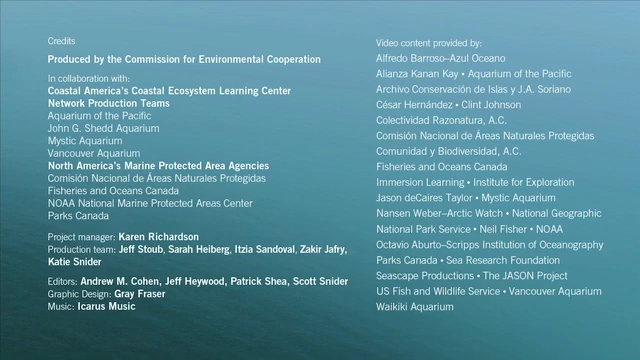 Credits
Produced by the Commission for Environmental Cooperation
In collaboration with:
Coastal America's Coastal Ecosystem Learning Center
Network Production Teams
Aquarium of the Pacific
John G. Shedd Aquarium
Mystic Aquarium
Vancouver Aquarium
North America's Marine Protected Area Agencies
Comisión Nacional de Áreas Naturales Protegidas
Fisheries and Oceans Canada
NOAA National Marine Protected Areas Center
Parks Canada
Project manager: Karen Richardson
Production team: Jeff Stoub, Sarah Heiberg, Itzia Sandoval, Zakir Jafry,
Katie Snider
Editors: Andrew M. Cohen, Jeff Heywood, Patrick Shea, Scott Snider
Graphic Design: Gray Fraser
Music: Icarus Music
Video content provided by:
Alfredo Barroso–Azul Oceano
Alianza Kanan Kay • Aquarium of the Pacific
Archivo Conservación de Islas y J.A. Soriano
César Hernández • Clint Johnson
Colectividad Razonatura, A.C.
Comisión Nacional de Áreas Naturales Protegidas
Comunidad y Biodiversidad, A.C.
Fisheries and Oceans Canada
Immersion Learning • Institute for Exploration
Jason deCaires Taylor • Mystic Aquarium
Nansen Weber–Arctic Watch • National Geographic
National Park Service • Neil Fisher • NOAA
Octavio Aburto–Scripps Institution of Oceanography
Parks Canada • Sea Research Foundation
Seascape Productions • The JASON Project
US Fish and Wildlife Service • Vancouver Aquarium
Waikiki Aquarium